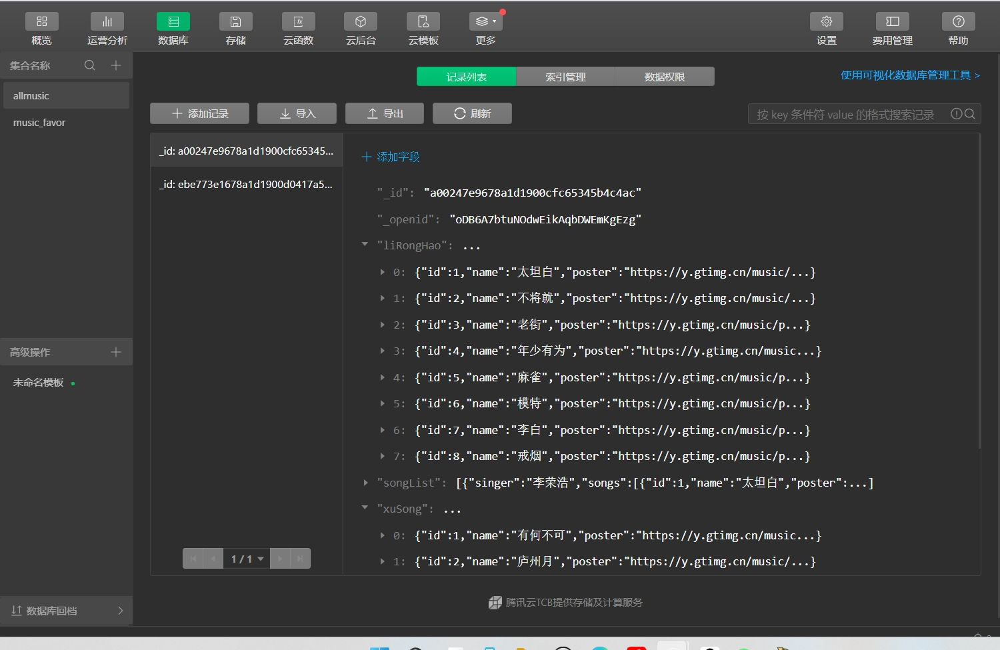 概览
运营分析
数据库
存储
云函数
云后台
云模板
更多
设置
费用管理
帮助
集合名称
allmusic
music_favor
高级操作
未命名模板
数据库回档
记录列表
索引管理
数据权限
使用可视化数据库管理工具 >
添加记录
导入
导出
刷新
按 key 条件符 value 的格式搜索记录
_id: a00247e9678a1d1900cfc65345...
_id: ebe773e1678a1d1900d0417a5...
1 / 1
添加字段
"_id": "a00247e9678a1d1900cfc65345b4c4ac"
"_openid": "oDB6A7btuNOdwEikAqbDWEmKgEzg"
"liRongHao": ...
0: {"id":1,"name":"太坦白","poster":"https://y.gtimg.cn/music/...}
1: {"id":2,"name":"不将就","poster":"https://y.gtimg.cn/music/...}
2: {"id":3,"name":"老街","poster":"https://y.gtimg.cn/music/p...}
3: {"id":4,"name":"年少有为","poster":"https://y.gtimg.cn/music...}
4: {"id":5,"name":"麻雀","poster":"https://y.gtimg.cn/music/p...}
5: {"id":6,"name":"模特","poster":"https://y.gtimg.cn/music/p...}
6: {"id":7,"name":"李白","poster":"https://y.gtimg.cn/music/p...}
7: {"id":8,"name":"戒烟","poster":"https://y.gtimg.cn/music/p...}
"songList": [{"singer":"李荣浩","songs":[{"id":1,"name":"太坦白","poster":...]
"xuSong": ...
0: {"id":1,"name":"有何不可","poster":"https://y.gtimg.cn/music...}
1: {"id":2,"name":"庐州月","poster":"https://y.gtimg.cn/music/...}
腾讯云TCB提供存储及计算服务